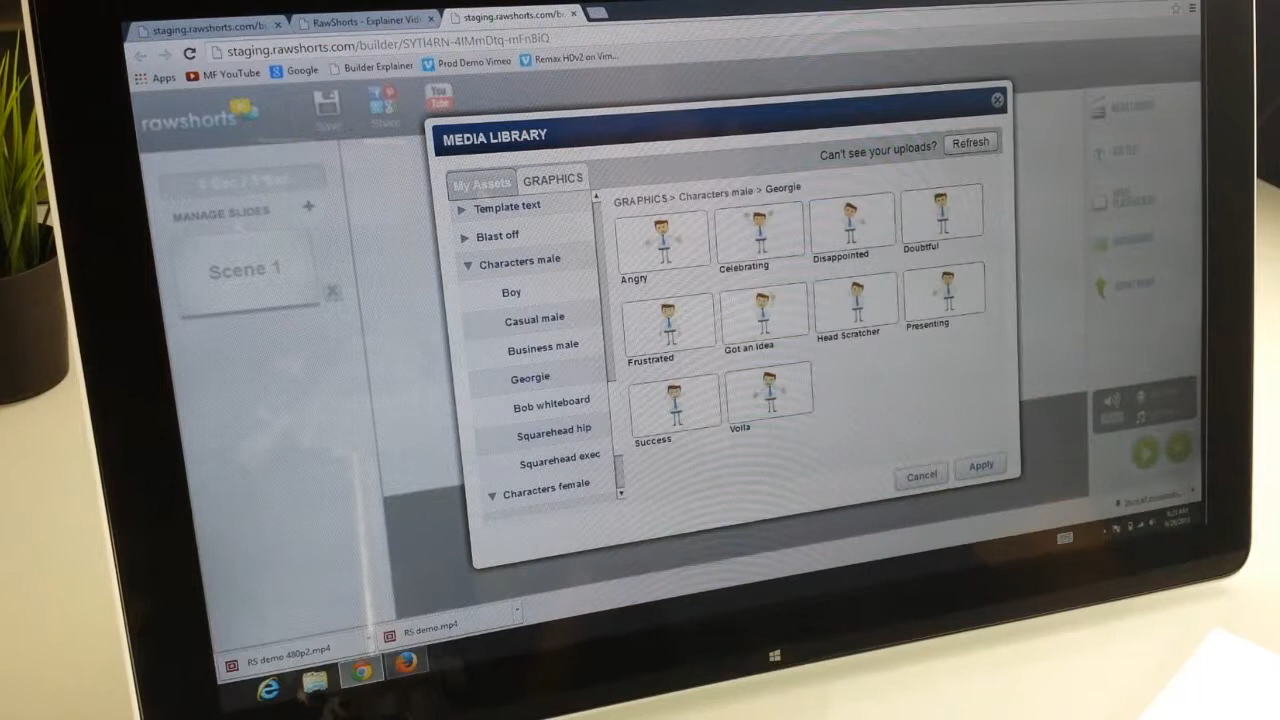 staging.rawshorts.com/b
RawShorts - Explainer Vid
staging.rawshorts.com/b
staging.rawshorts.com/builder/SYTI4RN-4IMmDtq-mFnBiQ
Apps
MF YouTube
Google
Builder Explainer
Prod Demo Vimeo
Remax HDv2 on Vim...
rawshorts
Save
Share
You
Tube
MANAGE SLIDES +
Scene 1
MEDIA LIBRARY
Can't see your uploads?
Refresh
My Assets
GRAPHICS
Template text
Blast off
Characters male
Boy
Casual male
Business male
Georgie
Bob whiteboard
Squarehead hip
Squarehead exec
Characters female
GRAPHICS > Characters male > Georgie
Angry
Celebrating
Disappointed
Doubtful
Frustrated
Got an Idea
Head Scratcher
Presenting
Success
Voila
Cancel
Apply
RS demo 480p2.mp4
RS demo.mp4